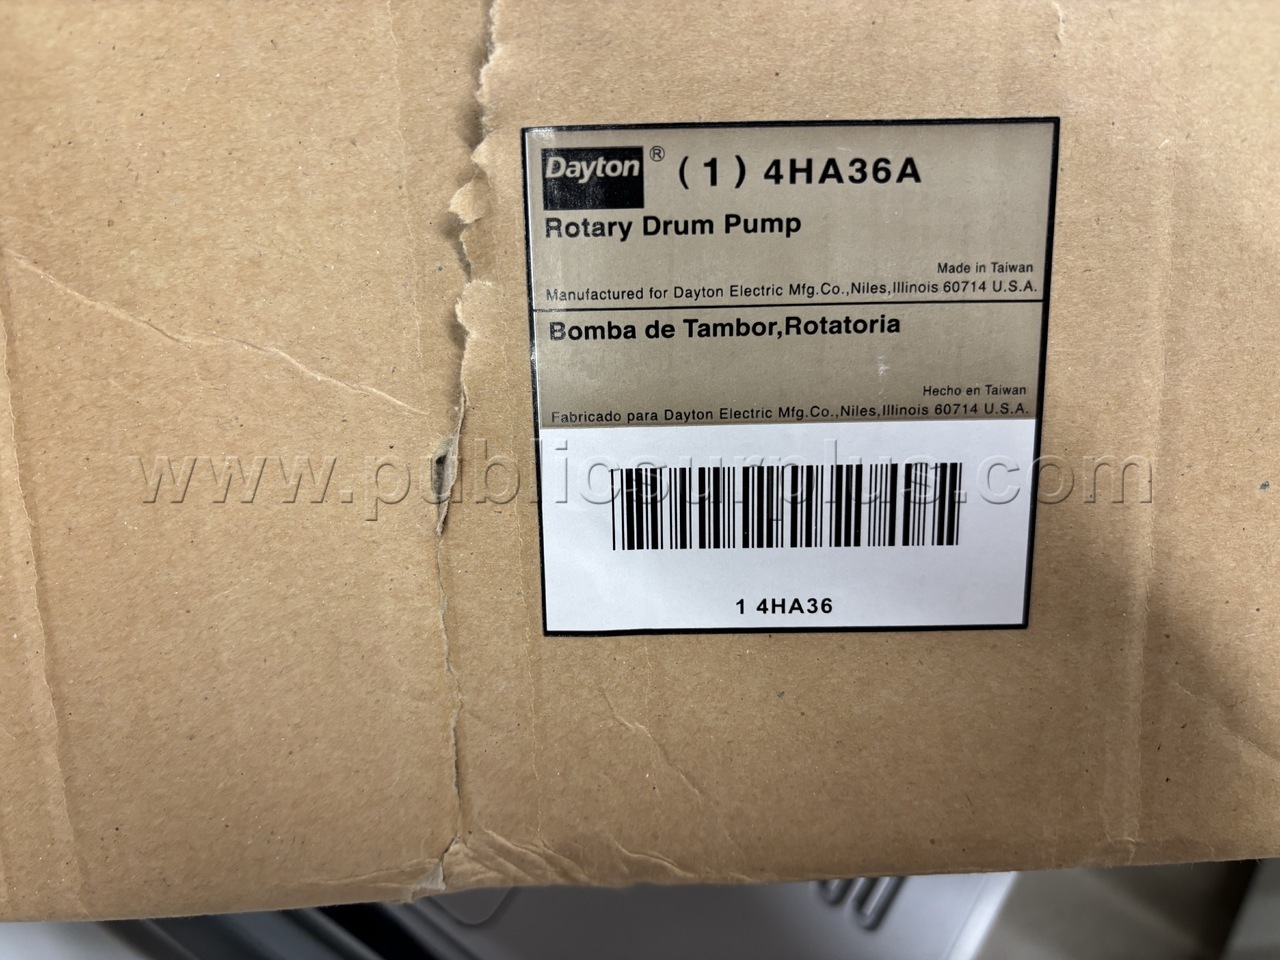 Dayton® (1) 4HA36A
Rotary Drum Pump
Made in Taiwan
Manufactured for Dayton Electric Mfg.Co.,Niles,Illinois 60714 U.S.A.
Bomba de Tambor,Rotatoria
Hecho en Taiwan
Fabricado para Dayton Electric Mfg.Co.,Niles,Illinois 60714 U.S.A.
www.publicsurplus.com
1 4HA36